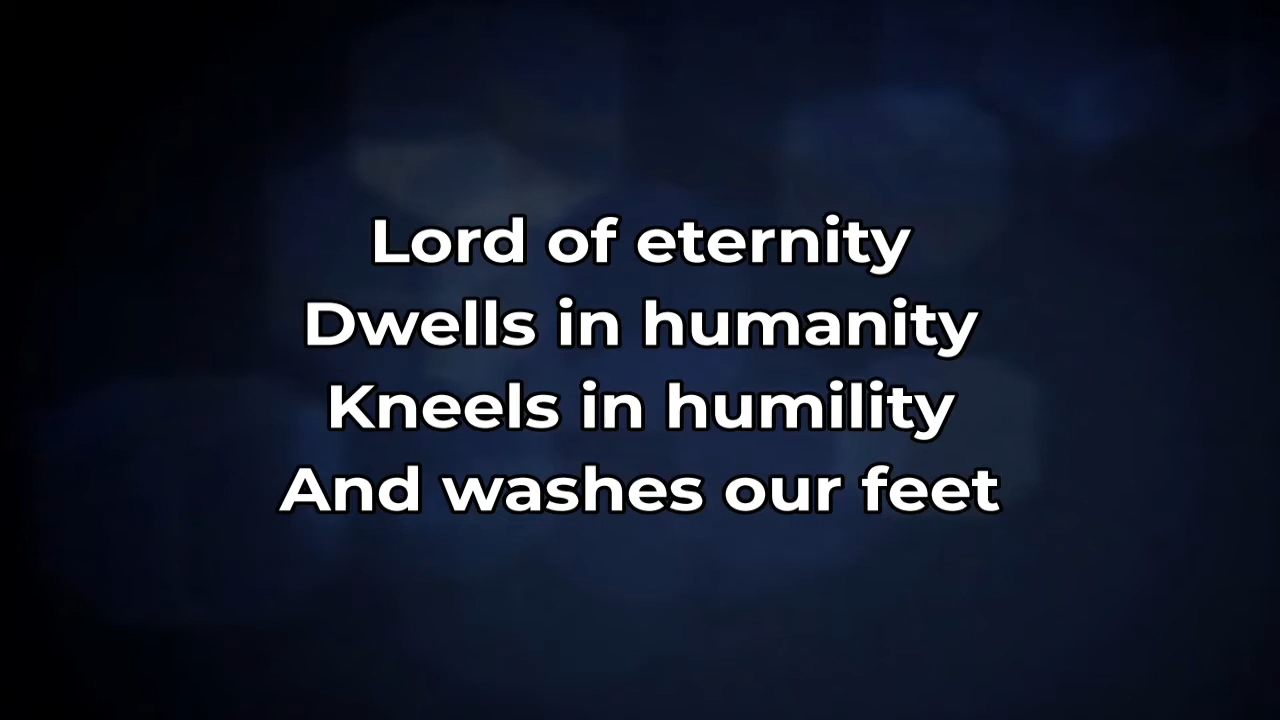 Lord of eternity
Dwells in humanity
Kneels in humility
And washes our feet